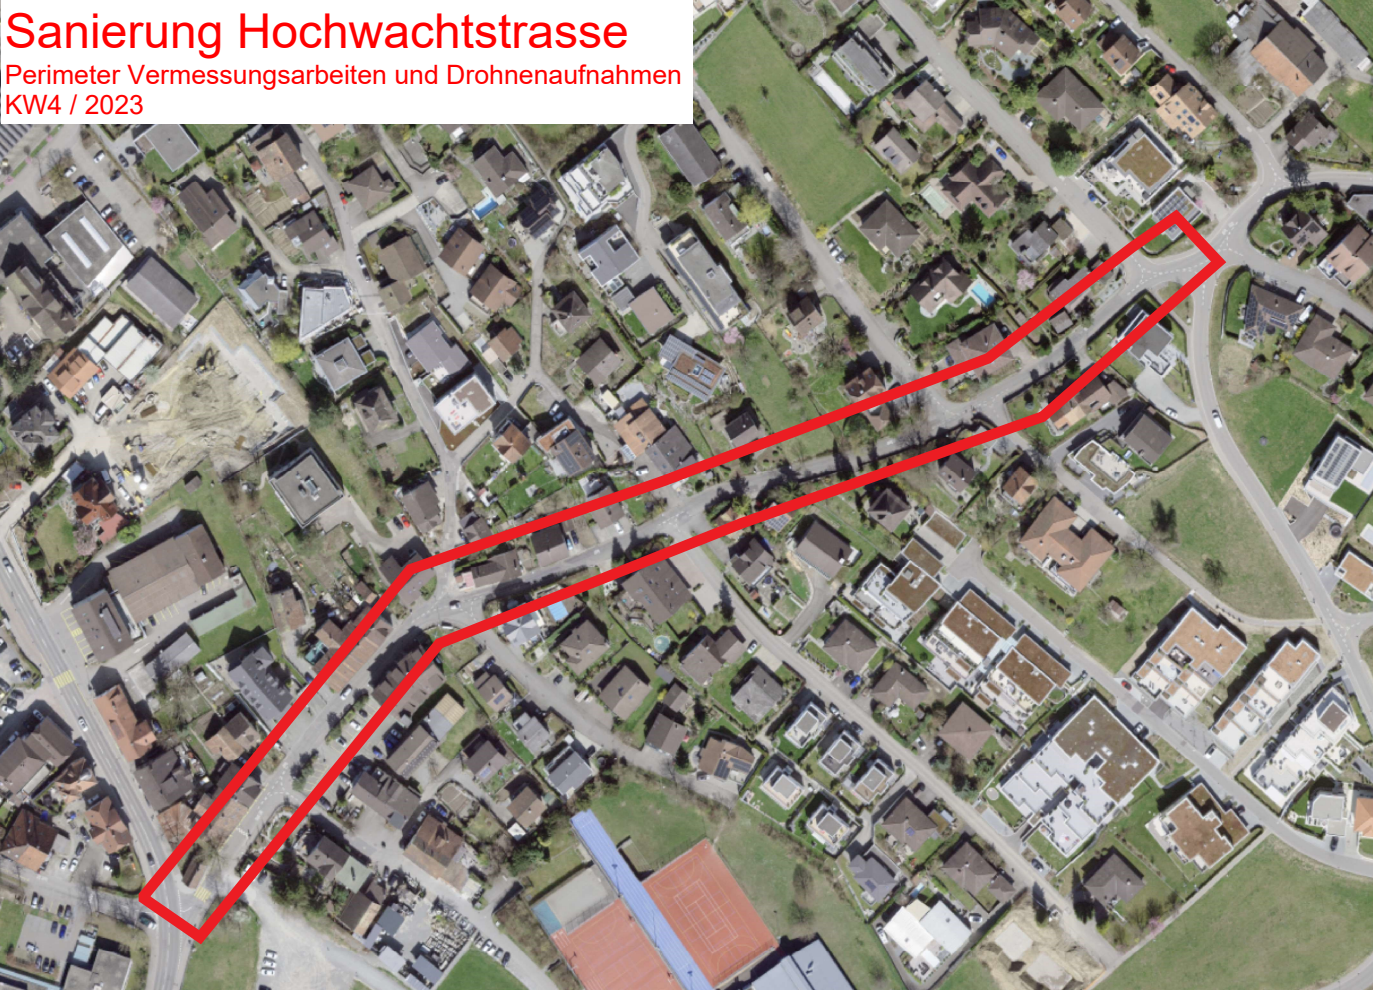 Sanierung Hochwachtstrasse
Perimeter Vermessungsarbeiten und Drohnenaufnahmen
KW4 / 2023